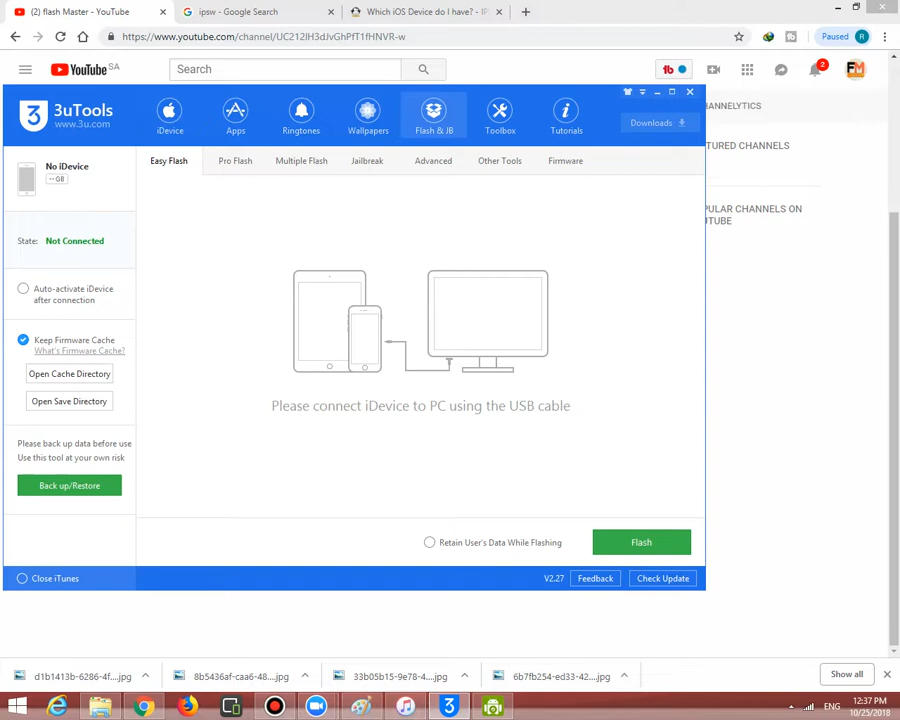 (2) flash Master - YouTube
ipsw - Google Search
Which iOS Device do I have? - IP
https://www.youtube.com/channel/UC212IH3dJvGhPfT1fHNVR-w
Paused
R
YouTube SA
Search
tb
2
FM
HANNELYTICS
TURED CHANNELS
PULAR CHANNELS ON
UTUBE
3uTools
www.3u.com
iDevice
Apps
Ringtones
Wallpapers
Flash & JB
Toolbox
Tutorials
Downloads
No iDevice
-- GB
Easy Flash
Pro Flash
Multiple Flash
Jailbreak
Advanced
Other Tools
Firmware
State: Not Connected
Auto-activate iDevice
after connection
Keep Firmware Cache
What's Firmware Cache?
Open Cache Directory
Open Save Directory
Please connect iDevice to PC using the USB cable
Please back up data before use
Use this tool at your own risk
Back up/Restore
Retain User's Data While Flashing
Flash
Close iTunes
V2.27
Feedback
Check Update
d1b1413b-6286-4f....jpg
8b5436af-caa6-48....jpg
33b05b15-9e78-4....jpg
6b7fb254-ed33-42....jpg
Show all
ENG
12:37 PM
10/25/2018